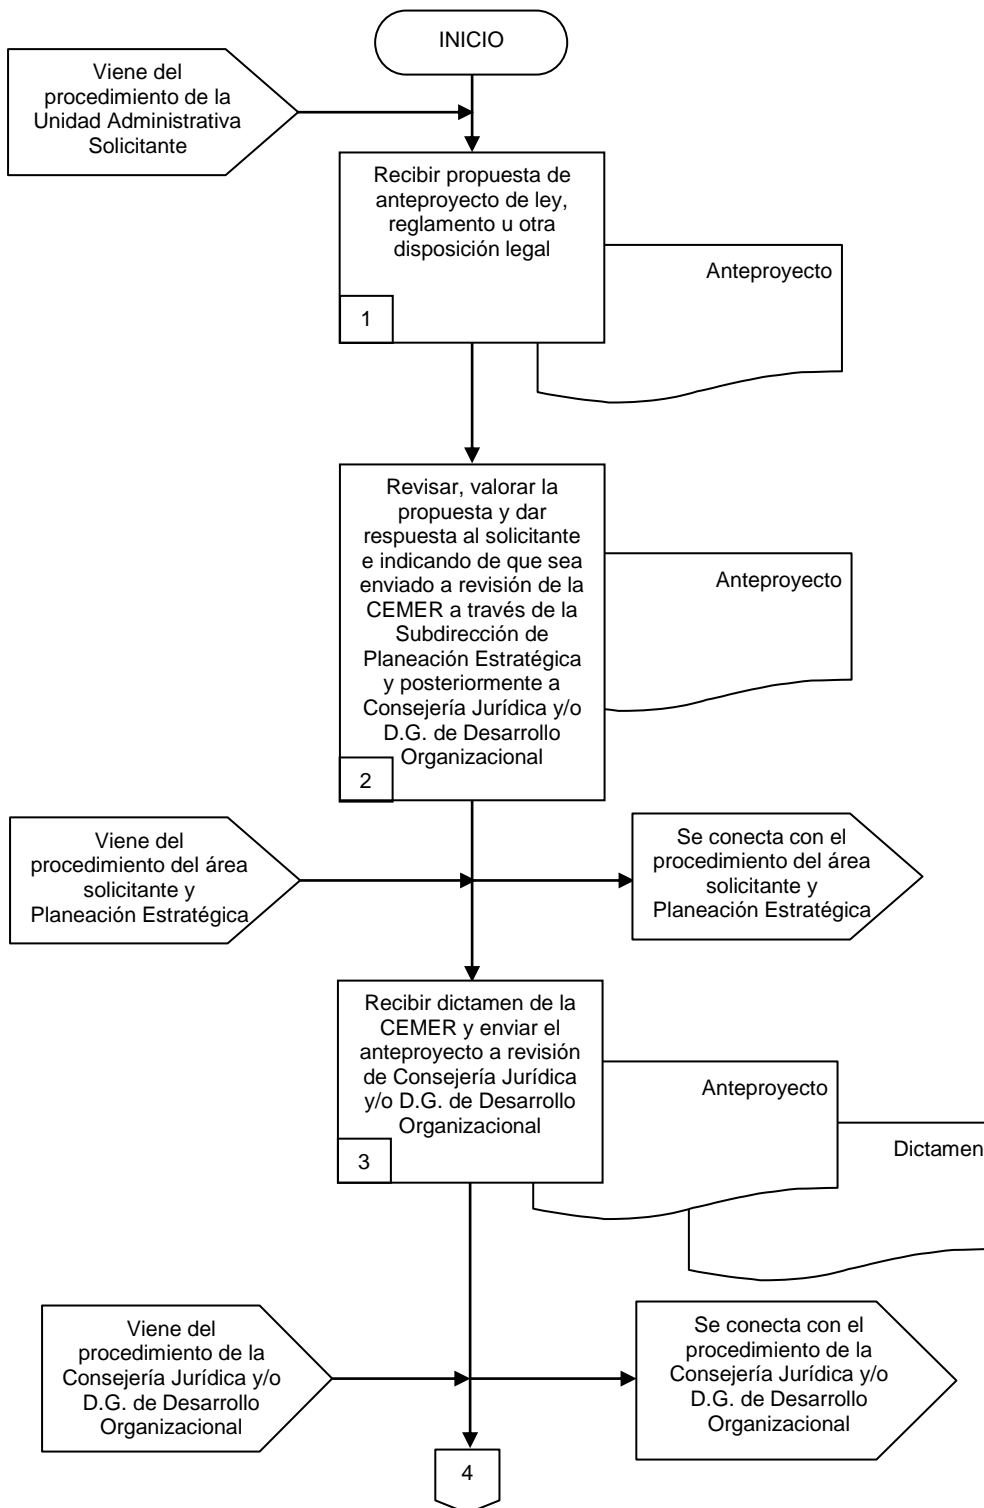 INICIO
Viene del
procedimiento de la
Unidad Administrativa
Solicitante
Recibir propuesta de
anteproyecto de ley,
reglamento u otra
disposición legal
1
Anteproyecto
Revisar, valorar la
propuesta y dar
respuesta al solicitante
e indicando de que sea
enviado a revisión de la
CEMER a través de la
Subdirección de
Planeación Estratégica
y posteriormente a
Consejería Jurídica y/o
D.G. de Desarrollo
Organizacional
2
Anteproyecto
Viene del
procedimiento del área
solicitante y
Planeación Estratégica
Se conecta con el
procedimiento del área
solicitante y
Planeación Estratégica
Recibir dictamen de la
CEMER y enviar el
anteproyecto a revisión
de Consejería Jurídica
y/o D.G. de Desarrollo
Organizacional
3
Anteproyecto
Dictamen
Viene del
procedimiento de la
Consejería Jurídica y/o
D.G. de Desarrollo
Organizacional
Se conecta con el
procedimiento de la
Consejería Jurídica y/o
D.G. de Desarrollo
Organizacional
4